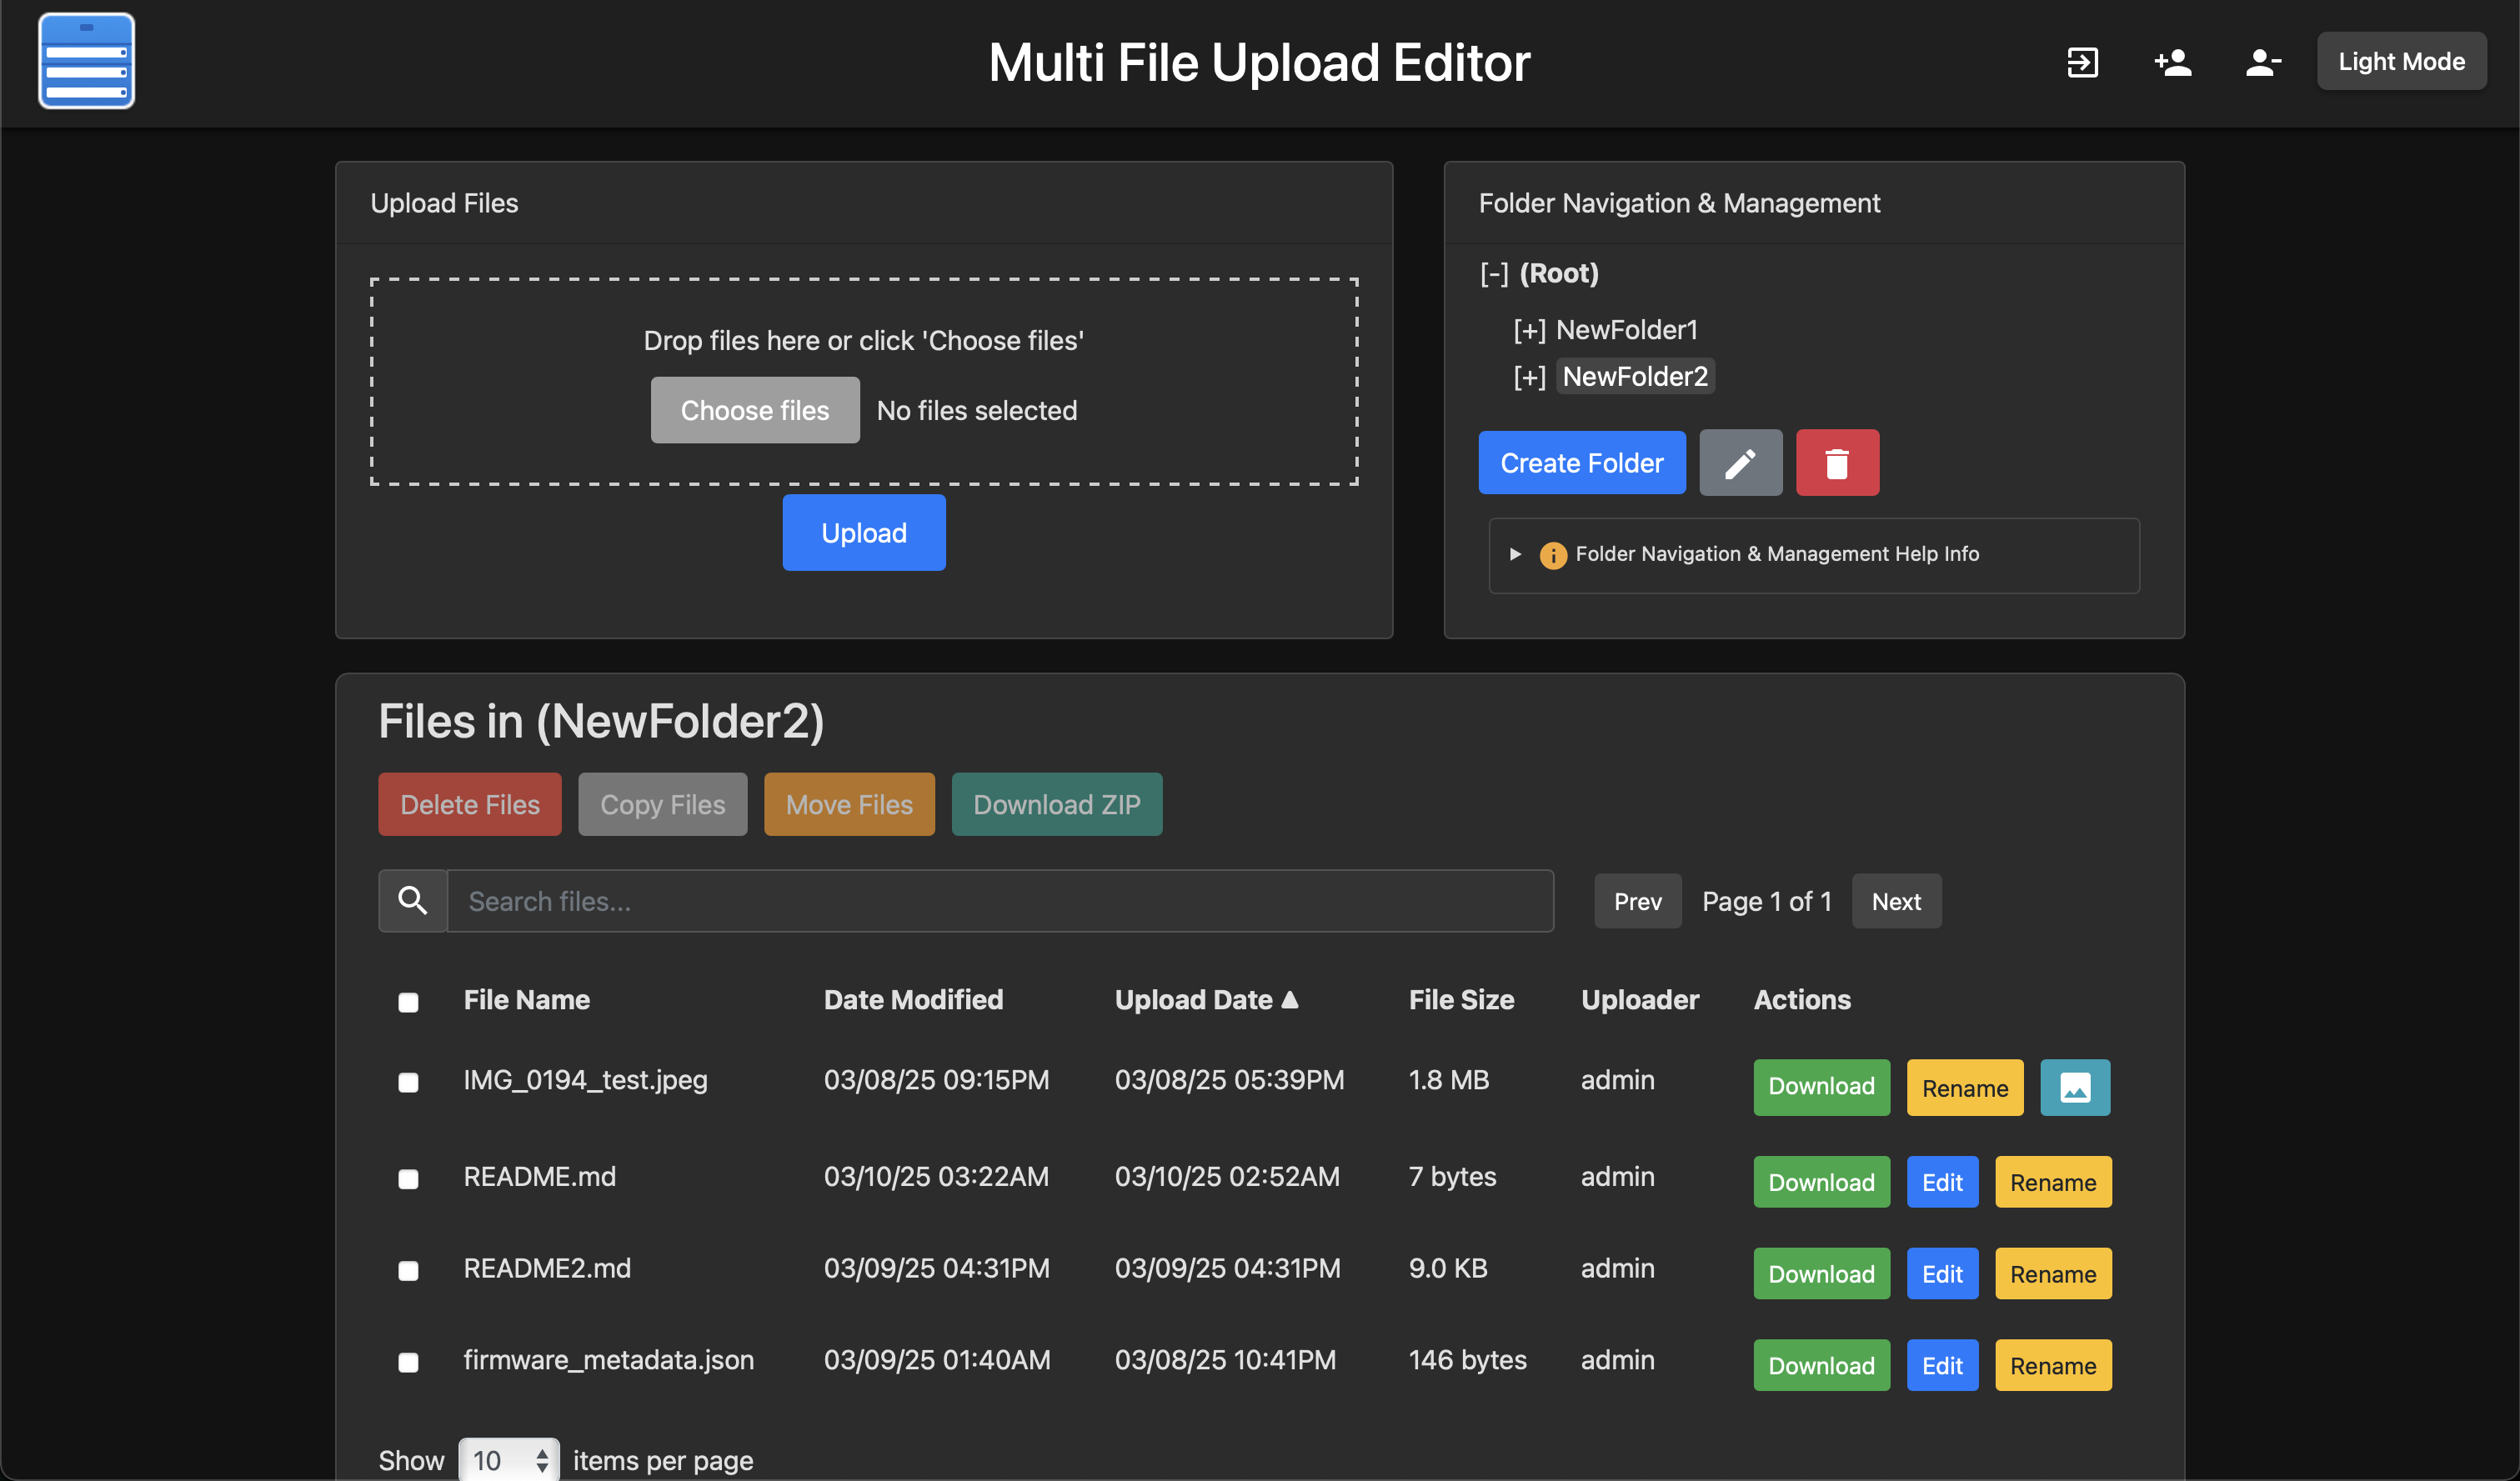 Multi File Upload Editor
Light Mode
Upload Files
Drop files here or click 'Choose files'
Choose files No files selected
Upload
Folder Navigation & Management
[-] (Root)
[+] NewFolder1
[+] NewFolder2
Create Folder
Folder Navigation & Management Help Info
Files in (NewFolder2)
Delete Files Copy Files Move Files Download ZIP
Search files... Prev Page 1 of 1 Next
File Name Date Modified Upload Date ▲ File Size Uploader Actions
IMG_0194_test.jpeg 03/08/25 09:15PM 03/08/25 05:39PM 1.8 MB admin Download Rename
README.md 03/10/25 03:22AM 03/10/25 02:52AM 7 bytes admin Download Edit Rename
README2.md 03/09/25 04:31PM 03/09/25 04:31PM 9.0 KB admin Download Edit Rename
firmware_metadata.json 03/09/25 01:40AM 03/08/25 10:41PM 146 bytes admin Download Edit Rename
Show 10 items per page